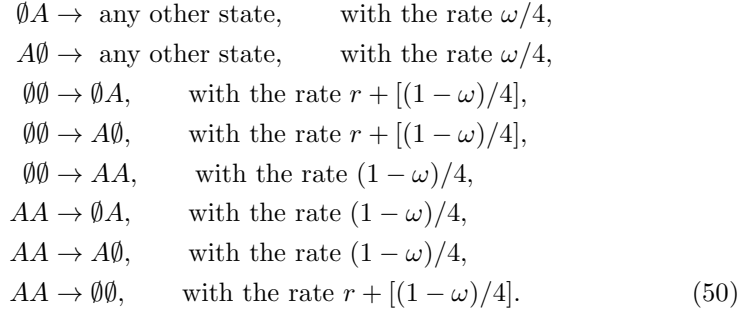 ∅A → any other state, with the rate ω/4,
A∅ → any other state, with the rate ω/4,
∅∅ → ∅A, with the rate r + [(1 − ω)/4],
∅∅ → A∅, with the rate r + [(1 − ω)/4],
∅∅ → AA, with the rate (1 − ω)/4,
AA → ∅A, with the rate (1 − ω)/4,
AA → A∅, with the rate (1 − ω)/4,
AA → ∅∅, with the rate r + [(1 − ω)/4]. (50)